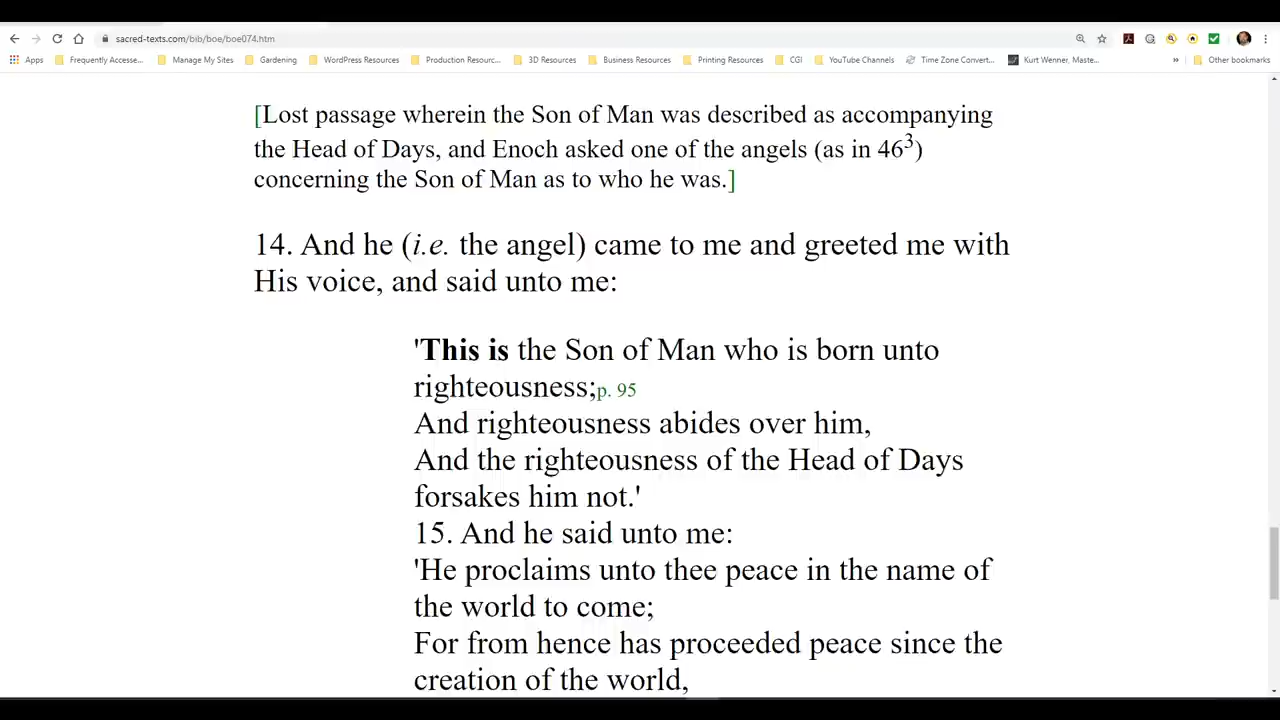 sacred-texts.com/bib/boe/boe074.htm
Apps Frequently Accesse... Manage My Sites Gardening WordPress Resources Production Resourc... 3D Resources Business Resources Printing Resources CGI YouTube Channels Time Zone Convert... Kurt Wenner, Maste... » Other bookmarks
[Lost passage wherein the Son of Man was described as accompanying
the Head of Days, and Enoch asked one of the angels (as in 46³)
concerning the Son of Man as to who he was.]
14. And he (i.e. the angel) came to me and greeted me with
His voice, and said unto me:
'This is the Son of Man who is born unto
righteousness;p. 95
And righteousness abides over him,
And the righteousness of the Head of Days
forsakes him not.'
15. And he said unto me:
'He proclaims unto thee peace in the name of
the world to come;
For from hence has proceeded peace since the
creation of the world,